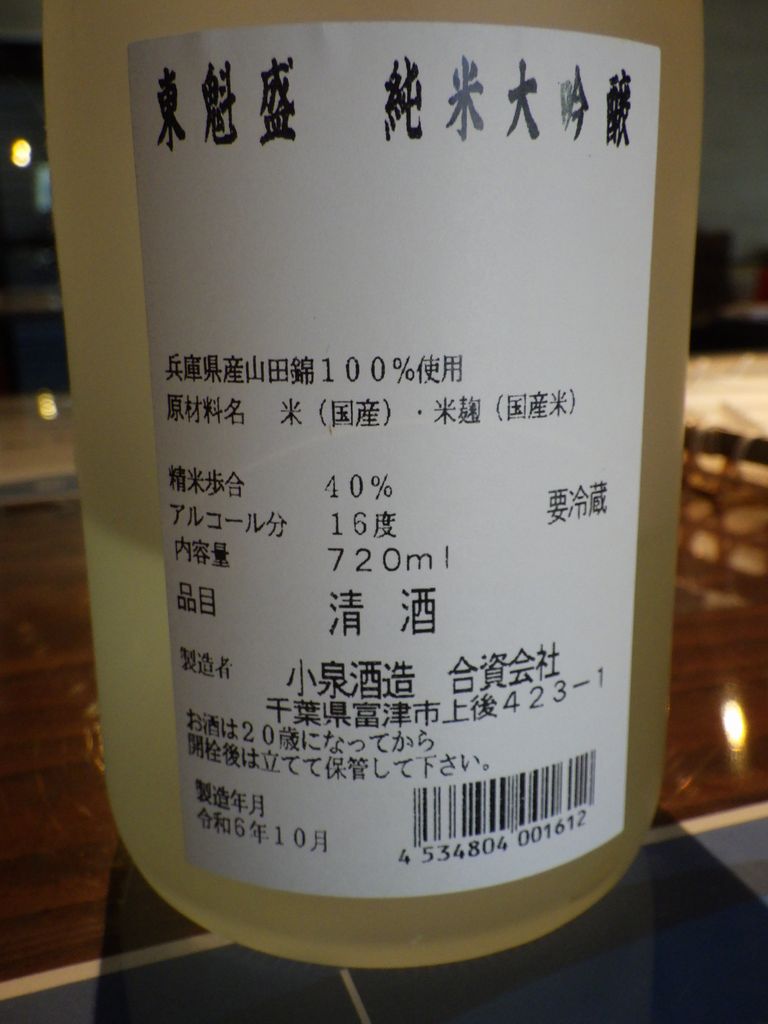 東魁盛　純米大吟醸
兵庫県産山田錦１００％使用
原材料名　米（国産）・米麹（国産米）
精米歩合　４０％
アルコール分　１６度
要冷蔵
内容量　７２０ｍｌ
品目　清酒
製造者　小泉酒造　合資会社
千葉県富津市上後４２３－１
お酒は２０歳になってから
開栓後は立てて保管して下さい。
製造年月
令和６年１０月
4 534804 001612